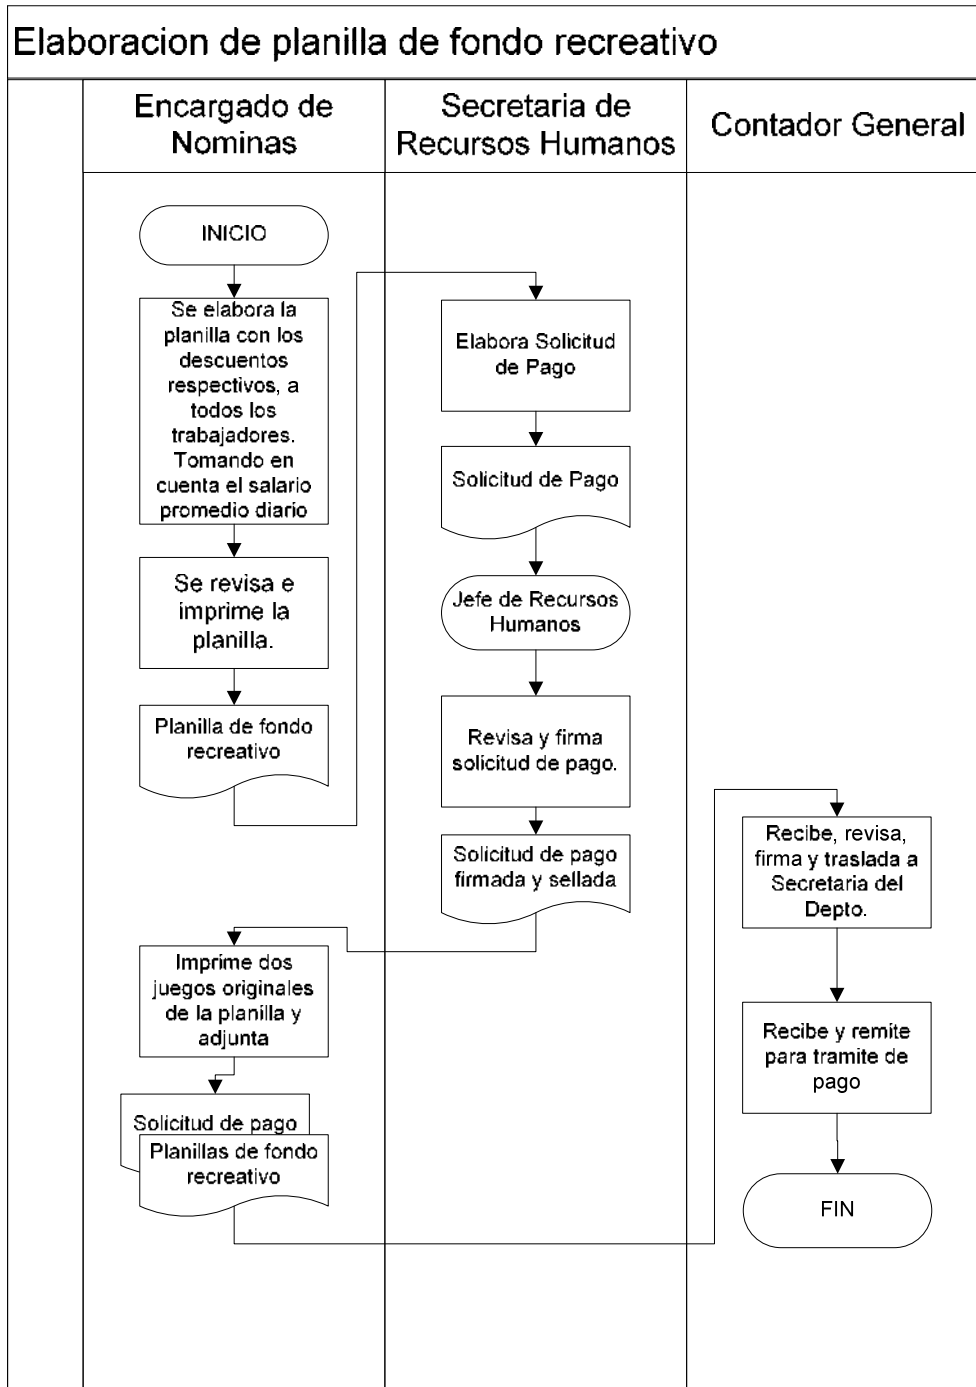 Elaboracion de planilla de fondo recreativo
Encargado de
Nominas
Secretaria de
Recursos Humanos
Contador General
INICIO
Se elabora la
planilla con los
descuentos
respectivos, a
todos los
trabajadores.
Tomando en
cuenta el salario
promedio diario
Se revisa e
imprime la
planilla.
Planilla de fondo
recreativo
Elabora Solicitud
de Pago
Solicitud de Pago
Jefe de Recursos
Humanos
Revisa y firma
solicitud de pago.
Solicitud de pago
firmada y sellada
Imprime dos
juegos originales
de la planilla y
adjunta
Solicitud de pago
Planillas de fondo
recreativo
Recibe, revisa,
firma y traslada a
Secretaria del
Depto.
Recibe y remite
para tramite de
pago
FIN